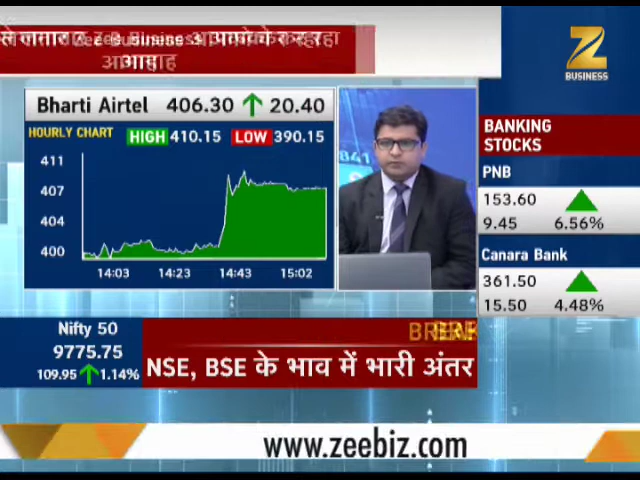 Z
BUSINESS
Bharti Airtel 406.30 20.40
HOURLY CHART HIGH 410.15 LOW 390.15
411
407
404
400
14:03 14:23 14:43 15:02
BANKING
STOCKS
PNB
153.60
9.45 6.56%
Canara Bank
361.50
15.50 4.48%
Nifty 50
9775.75
109.95 1.14%
NSE, BSE के भाव में भारी अंतर
www.zeebiz.com